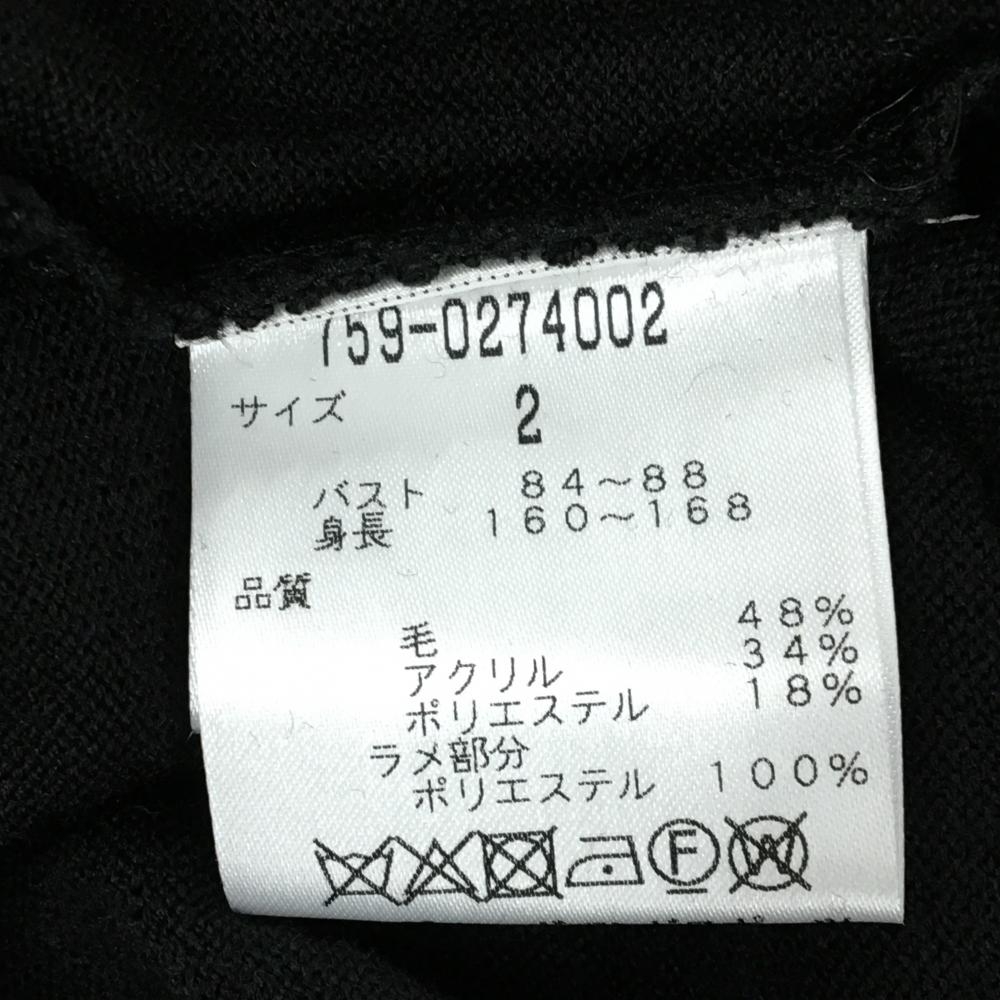 759-0274002
サイズ 2
バスト 84~88
身長 160~168
品質
毛 48%
アクリル 34%
ポリエステル 18%
ラメ部分
ポリエステル 100%
F W